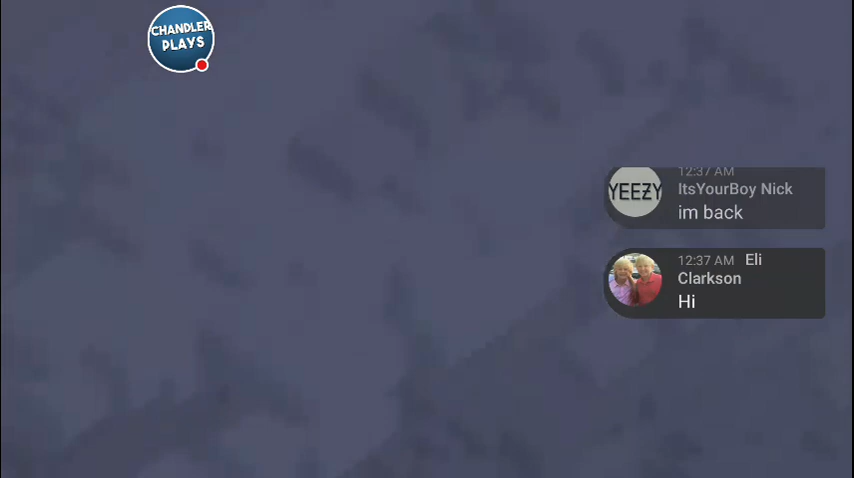 CHANDLER
PLAYS
12:37 AM
ItsYourBoy Nick
YEEZY
im back
12:37 AM Eli
Clarkson
Hi